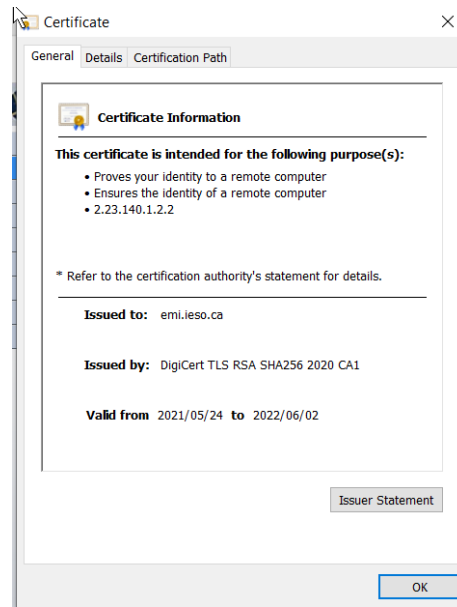 Certificate
General Details Certification Path
Certificate Information
This certificate is intended for the following purpose(s):
• Proves your identity to a remote computer
• Ensures the identity of a remote computer
• 2.23.140.1.2.2
* Refer to the certification authority's statement for details.
Issued to: emi.ieso.ca
Issued by: DigiCert TLS RSA SHA256 2020 CA1
Valid from 2021/05/24 to 2022/06/02
Issuer Statement
OK